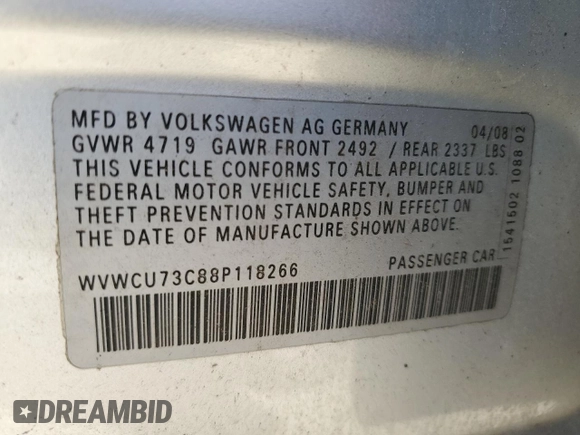 MFD BY VOLKSWAGEN AG GERMANY 04/08
GVWR 4719 GAWR FRONT 2492 / REAR 2337 LBS
THIS VEHICLE CONFORMS TO ALL APPLICABLE U.S.
FEDERAL MOTOR VEHICLE SAFETY, BUMPER AND
THEFT PREVENTION STANDARDS IN EFFECT ON
THE DATE OF MANUFACTURE SHOWN ABOVE.
WVWCU73C88P118266 PASSENGER CAR
1541502 1088 02
DREAMBID